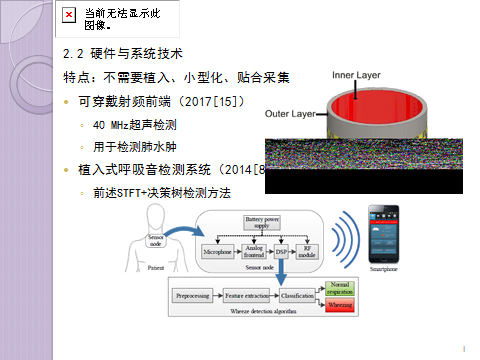 当前无法显示此
图像。
2.2 硬件与系统技术
特点：不需要植入、小型化、贴合采集
可穿戴射频前端（2017[15]）
40 MHz超声检测
用于检测肺水肿
植入式呼吸音检测系统（2014[8
前述STFT+决策树检测方法
Inner Layer
Outer Layer
Sensor
node
Patient
Battery power
supply
Microphone
Analog
frontend
DSP
RF
module
Sensor node
Smartphone
Preprocessing
Feature extraction
Classification
Normal
respiration
Wheezing
Wheeze detection algorithm